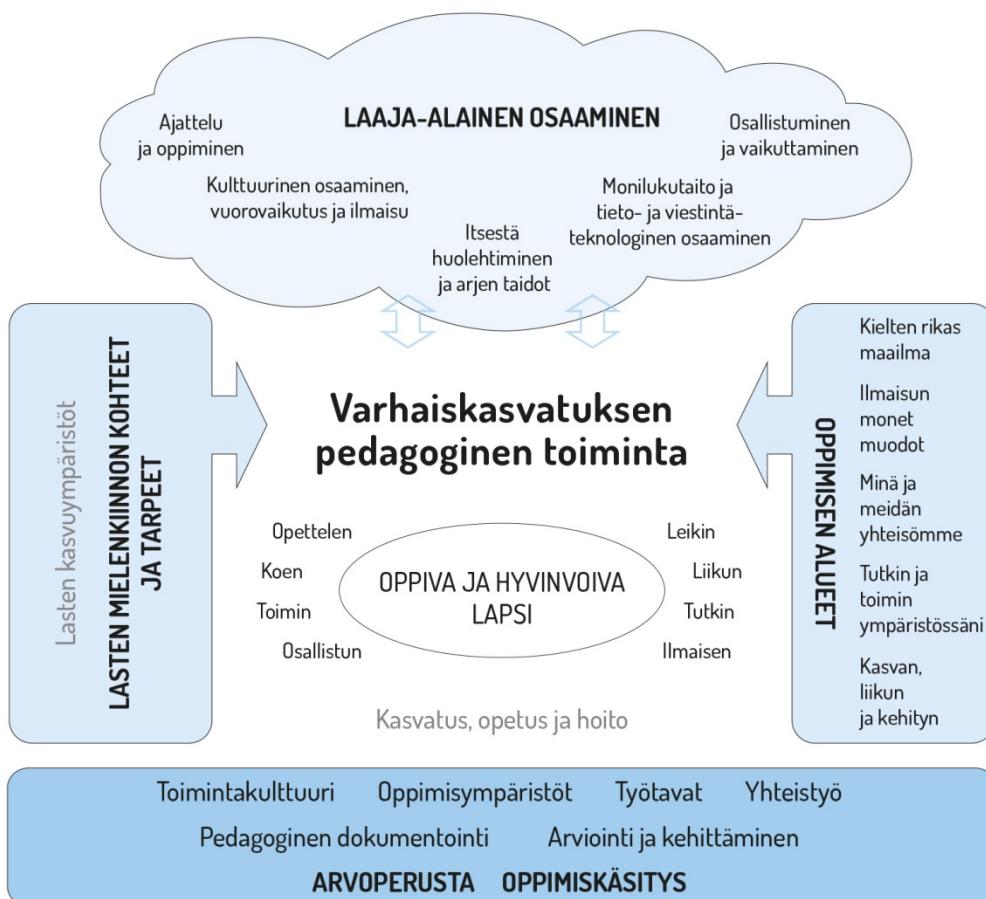 LAAJA-ALAINEN OSAAMINEN
Ajattelu
ja oppiminen
Kulttuurinen osaaminen,
vuorovaikutus ja ilmaisu
Itsestä
huolehtiminen
ja arjen taidot
Monilukutaito ja
tieto- ja viestintä-
teknologinen osaaminen
Osallistuminen
ja vaikuttaminen
Lasten kasvuympäristöt
LASTEN MIELENKIINNON KOHTEET
JA TARPEET
Varhaiskasvatuksen
pedagoginen toiminta
Opettelen
Koen
Toimin
Osallistun
OPPIVA JA HYVINVOIVA
LAPSI
Leikin
Liikun
Tutkin
Ilmaisen
Kasvatus, opetus ja hoito
OPPIMISEN ALUEET
Kielten rikas
maailma
Ilmaisun
monet
muodot
Minä ja
meidän
yhteisömme
Tutkin ja
toimin
ympäristössäni
Kasvan,
liikun
ja kehityn
Toimintakulttuuri Oppimisympäristöt Työtavat Yhteistyö
Pedagoginen dokumentointi Arviointi ja kehittäminen
ARVOPERUSTA OPPIMISKÄSITYS